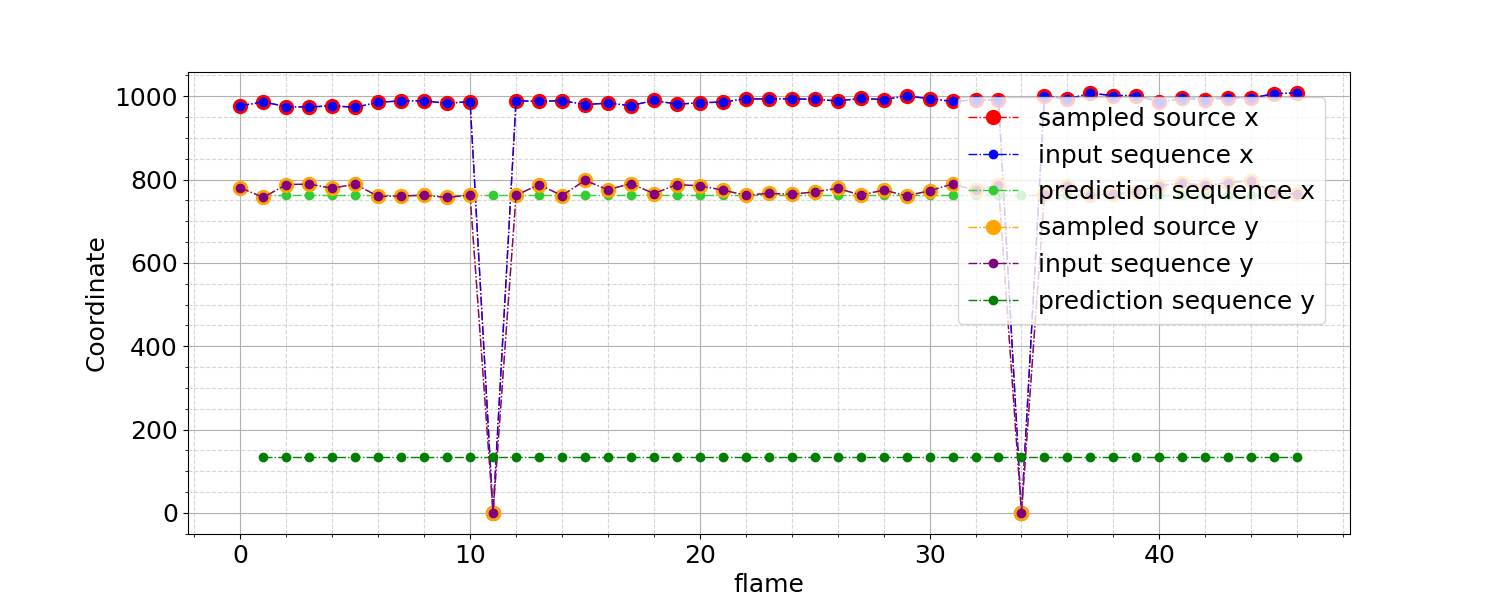 1000
800
600
400
200
0
Coordinate
0 10 20 30 40
flame
sampled source x
input sequence x
prediction sequence x
sampled source y
input sequence y
prediction sequence y